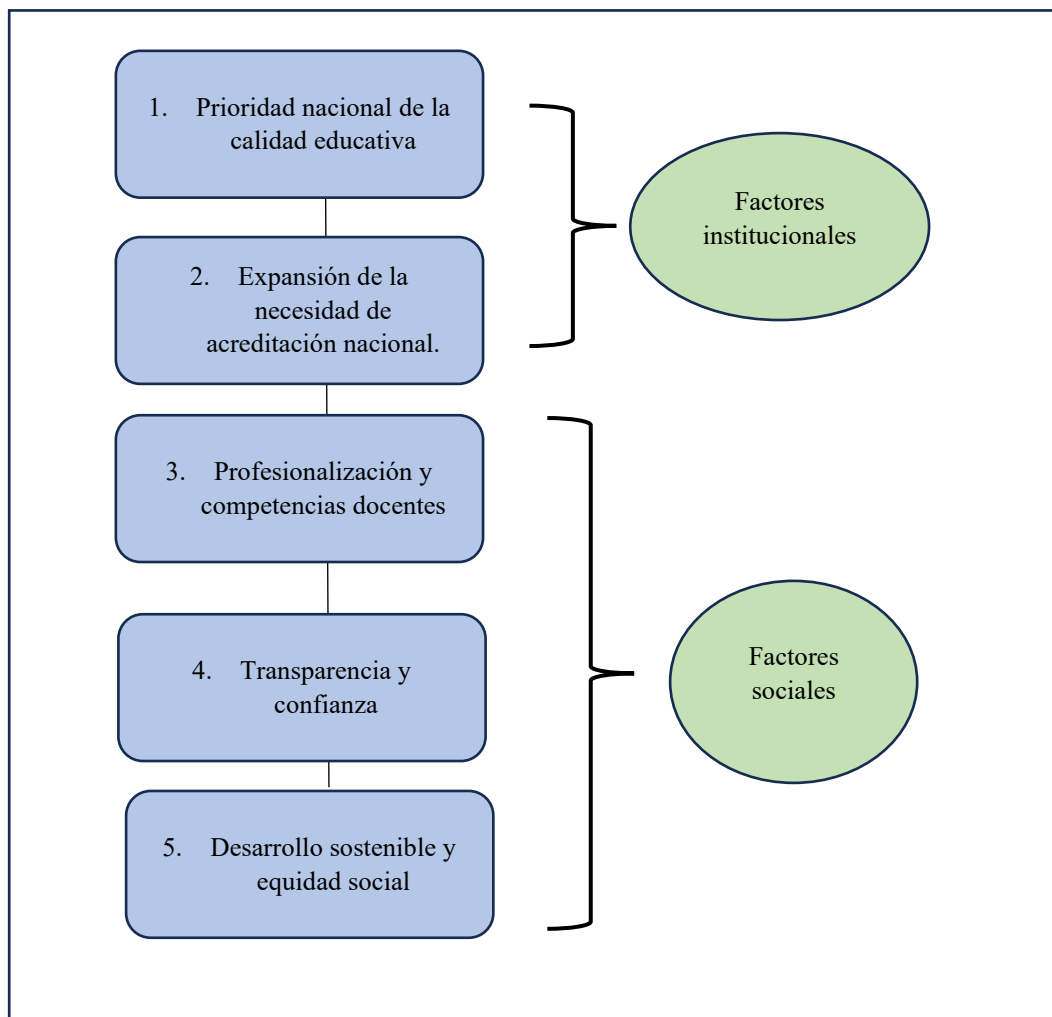 1. Prioridad nacional de la
calidad educativa
2. Expansión de la
necesidad de
acreditación nacional.
Factores
institucionales
3. Profesionalización y
competencias docentes
4. Transparencia y
confianza
5. Desarrollo sostenible y
equidad social
Factores
sociales